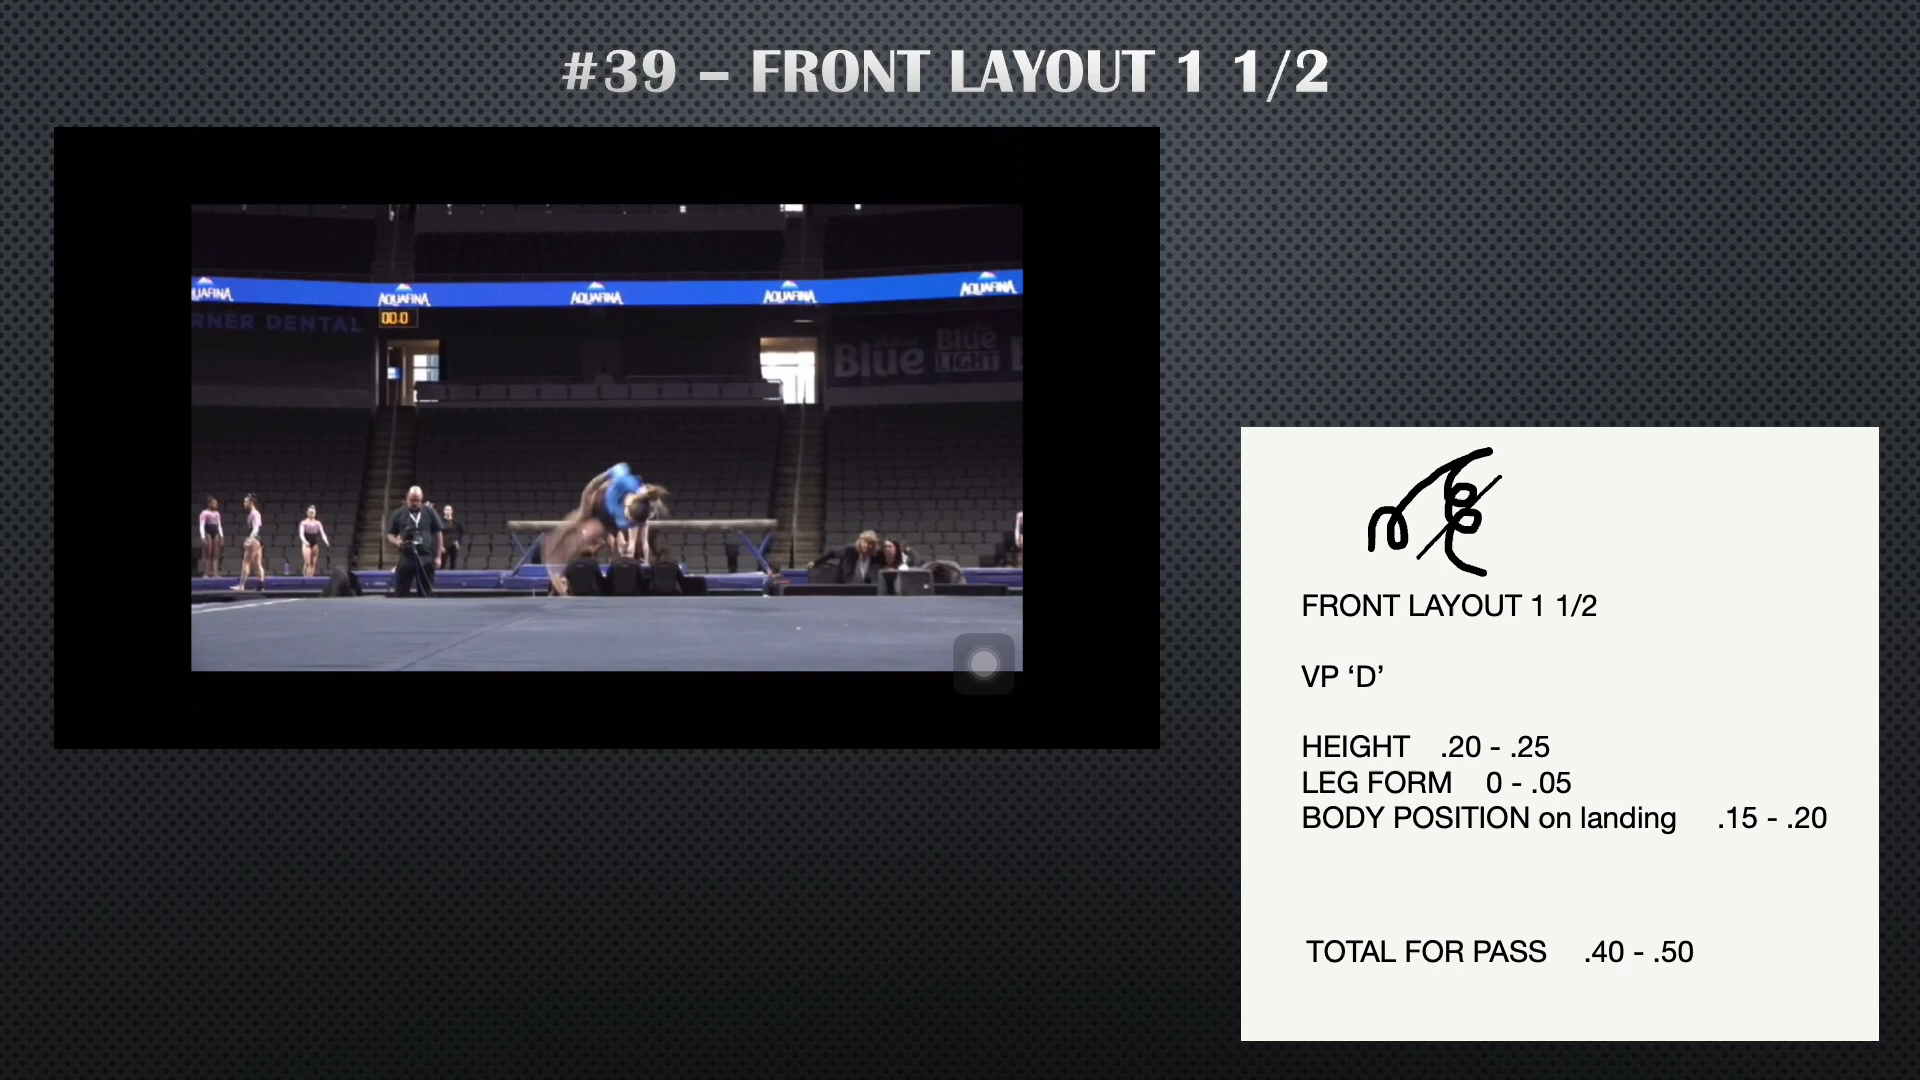 #39 – FRONT LAYOUT 1 1/2
AQUAFINA
AQUAFINA
AQUAFINA
AQUAFINA
RNER DENTAL
00:0
Blue
Blue
LIGHT
FRONT LAYOUT 1 1/2
VP ‘D’
HEIGHT .20 - .25
LEG FORM 0 - .05
BODY POSITION on landing .15 - .20
TOTAL FOR PASS .40 - .50